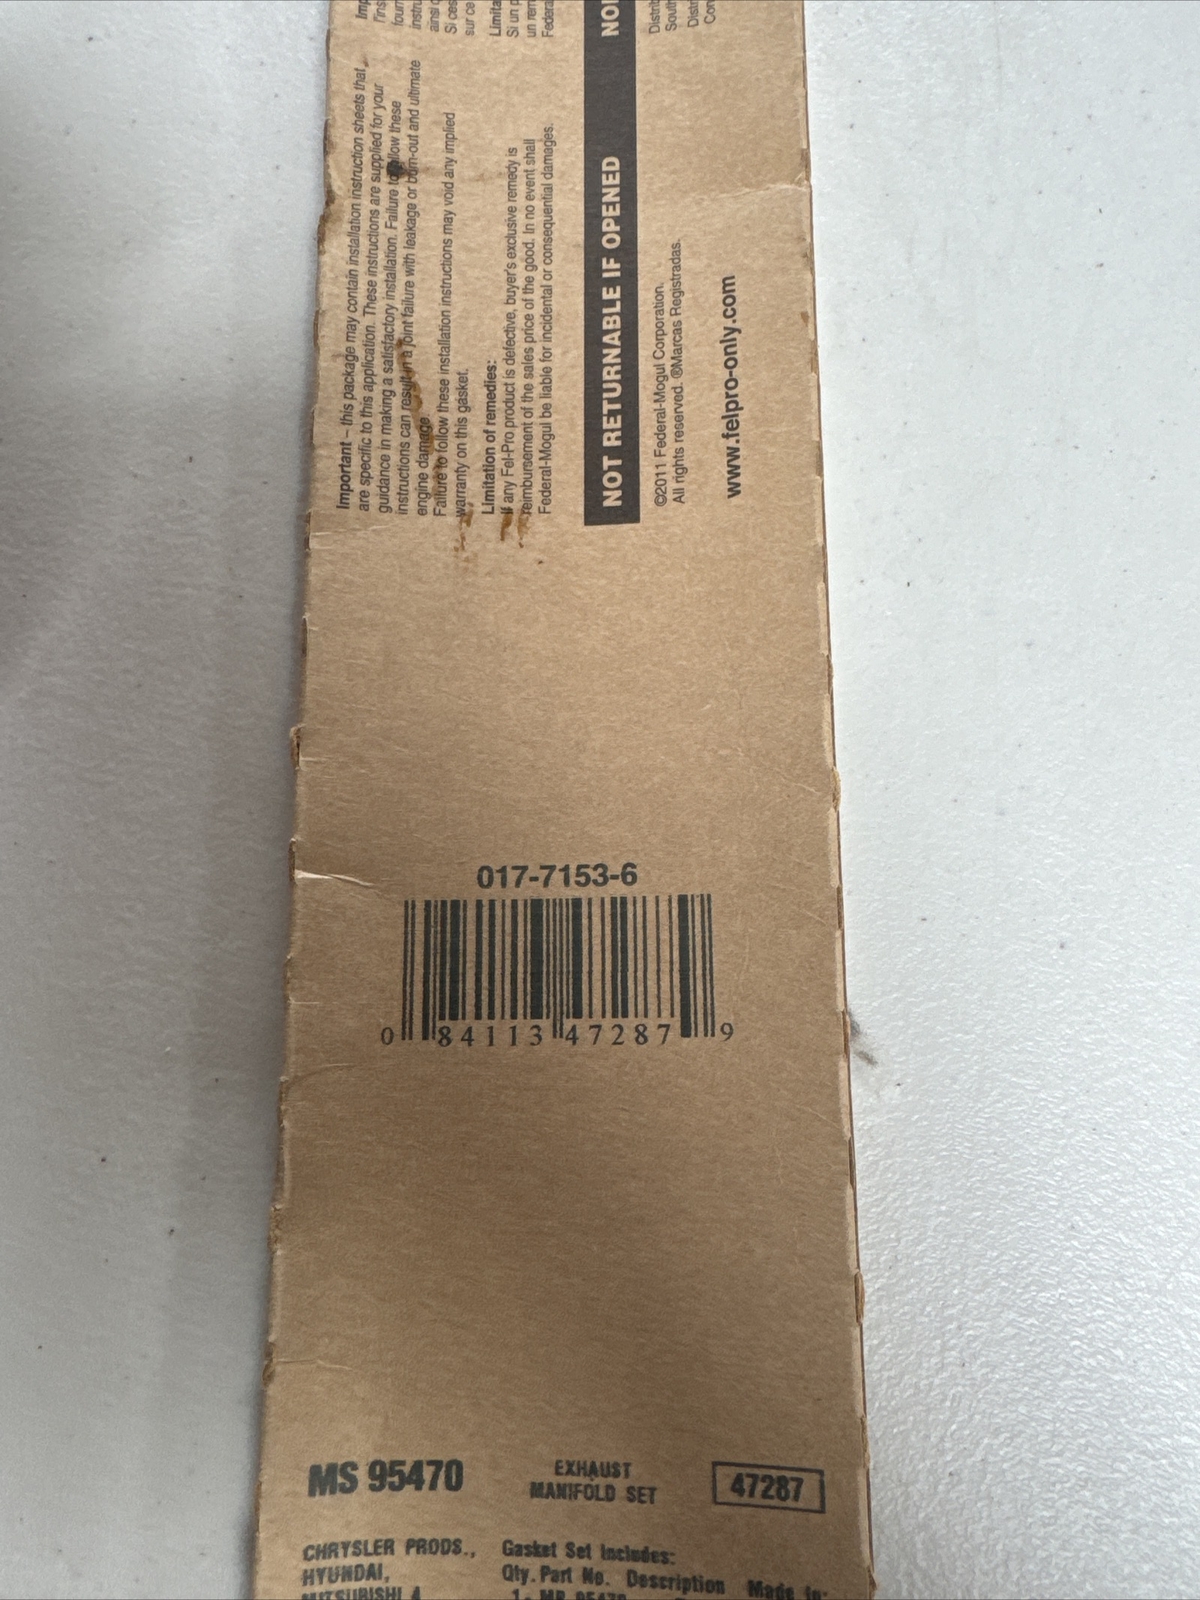 Important – this package may contain installation instruction sheets that
are specific to this application. These instructions are supplied for your
guidance in making a satisfactory installation. Failure to follow these
instructions can result in a joint failure with leakage or burn-out and ultimate
engine damage
Failure to follow these installation instructions may void any implied
warranty on this gasket.
Limitation of remedies:
If any Fel-Pro product is defective, buyer's exclusive remedy is
reimbursement of the sales price of the good. In no event shall
Federal-Mogul be liable for incidental or consequential damages.
NOT RETURNABLE IF OPENED
©2011 Federal-Mogul Corporation.
All rights reserved. ®Marcas Registradas.
www.felpro-only.com
017-7153-6
0 84113 47287 9
MS 95470
EXHAUST
MANIFOLD SET
47287
CHRYSLER PRODS.,
HYUNDAI,
MITSUBISHI 4
Gasket Set Includes:
Qty. Part No. Description Made In: